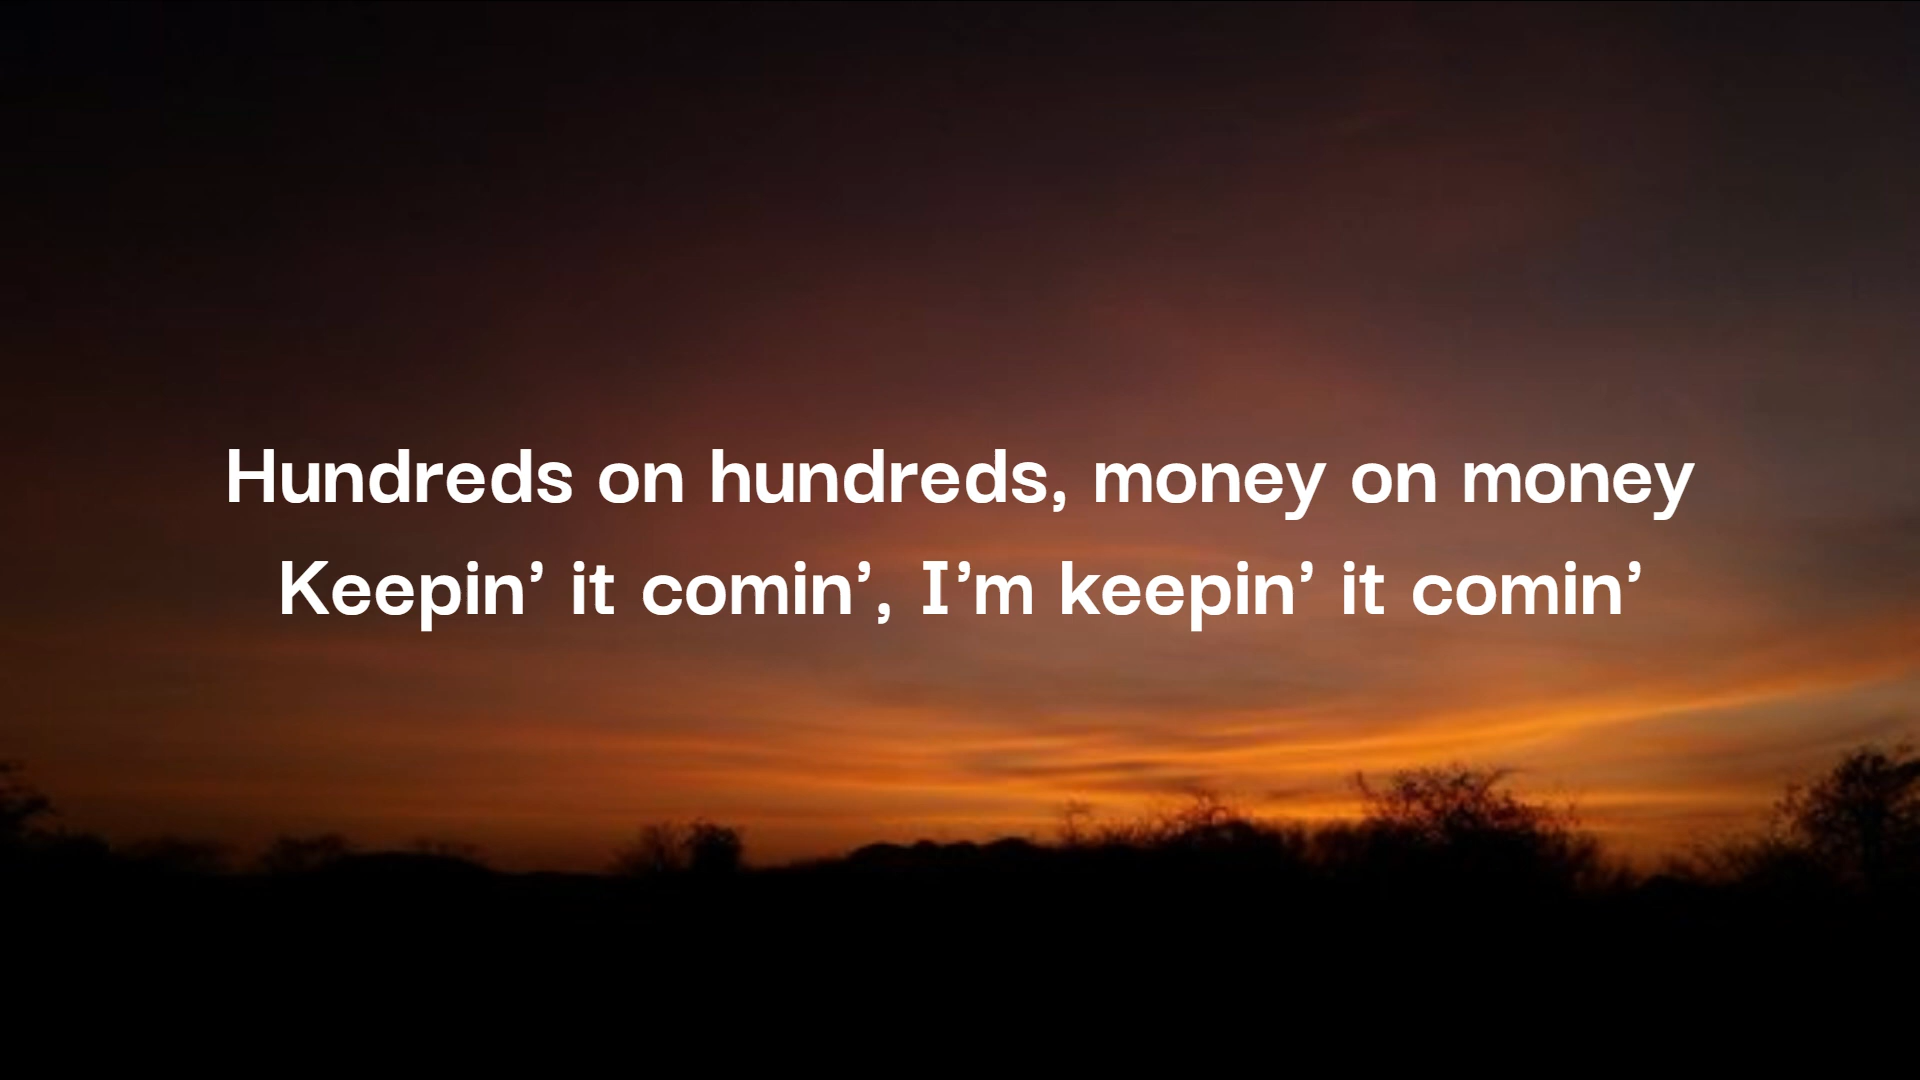 Hundreds on hundreds, money on money
Keepin’ it comin’, I’m keepin’ it comin’